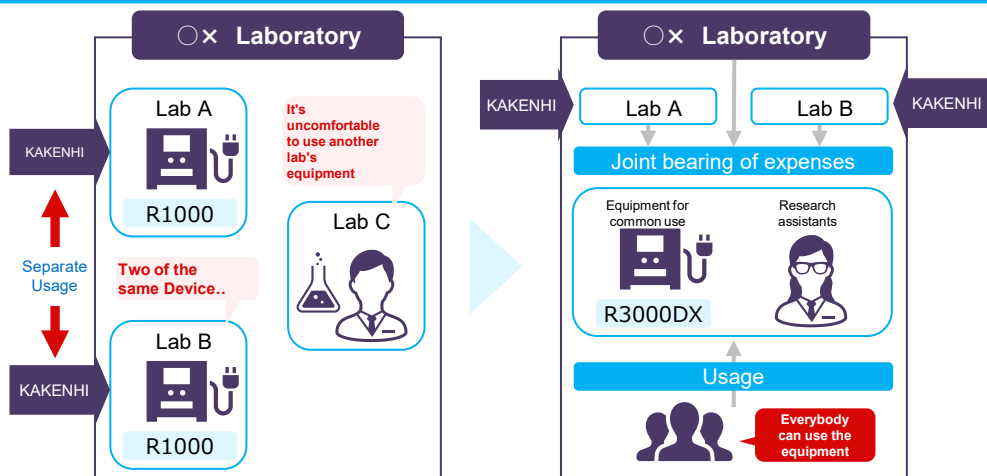 ○× Laboratory
Lab A
KAKENHI
R1000
It's
uncomfortable
to use another
lab's
equipment
Lab C
Separate
Usage
Two of the
same Device..
Lab B
KAKENHI
R1000
○× Laboratory
KAKENHI
Lab A
Lab B
KAKENHI
Joint bearing of expenses
Equipment for
common use
Research
assistants
R3000DX
Usage
Everybody
can use the
equipment